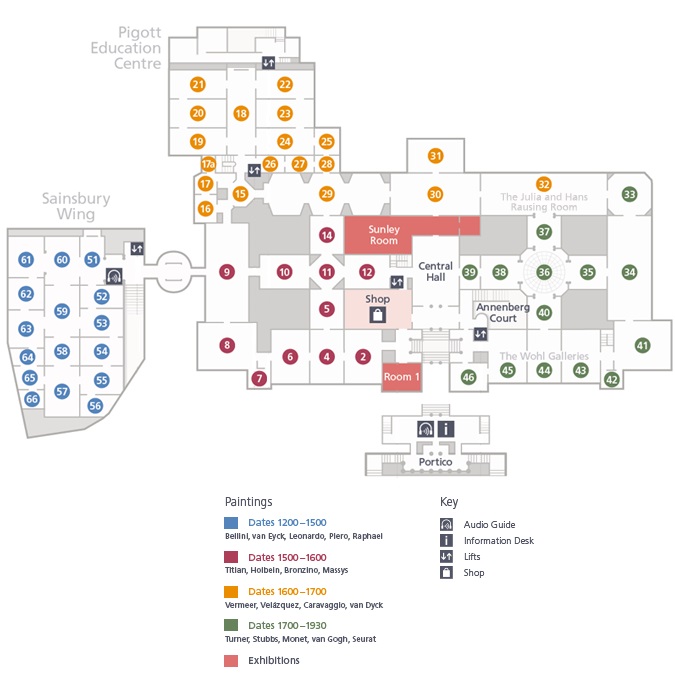 Pigott
Education
Centre
21
22
20
18
23
19
24
25
17a
26
27
28
31
17
15
29
30
32
The Julia and Hans
Rausing Room
33
16
Sainsbury
Wing
14
Sunley
Room
37
61
60
51
9
10
11
12
Central
Hall
39
38
36
35
34
62
52
59
53
5
Shop
Annenberg
Court
40
63
64
58
54
8
6
4
2
The Wohl Galleries
41
65
57
55
7
Room 1
46
45
44
43
42
66
56
Portico
Paintings
Dates 1200–1500
Bellini, van Eyck, Leonardo, Piero, Raphael
Dates 1500–1600
Titian, Holbein, Bronzino, Massys
Dates 1600–1700
Vermeer, Velázquez, Caravaggio, van Dyck
Dates 1700–1930
Turner, Stubbs, Monet, van Gogh, Seurat
Exhibitions
Key
Audio Guide
Information Desk
Lifts
Shop